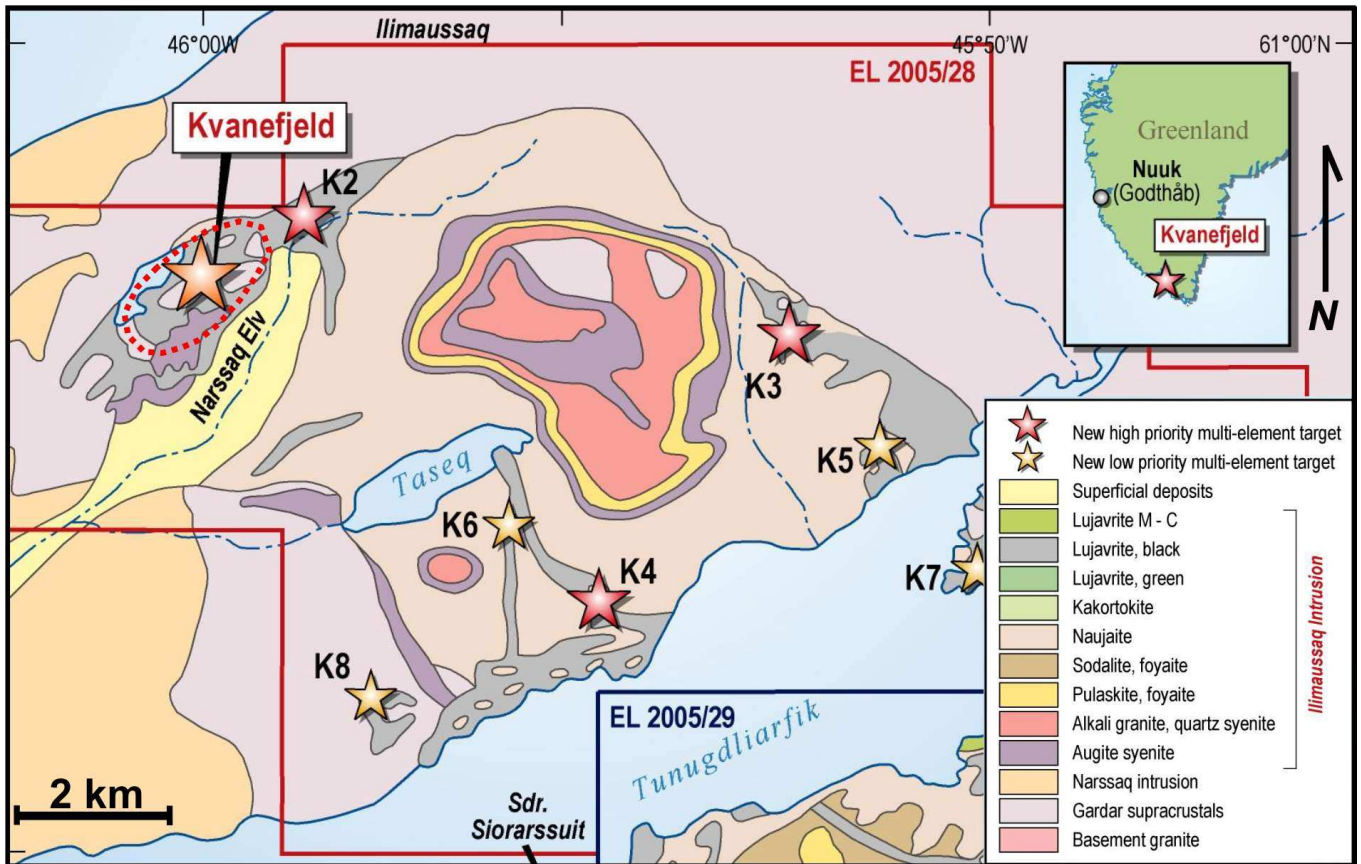 Ilimaussaq
46°00W
45°50’W
61°00’N
EL 2005/28
Kvanefjeld
K2
Greenland
Nuuk
(Godthåb)
Kvanefjeld
N
Narssaq Elv
K3
K5
Taseq
K6
K4
K7
K8
New high priority multi-element target
New low priority multi-element target
Superficial deposits
Lujavrite M - C
Lujavrite, black
Lujavrite, green
Kakortokite
Naujaite
Sodalite, foyaite
Pulaskite, foyaite
Alkali granite, quartz syenite
Augite syenite
Narssaq intrusion
Gardar supracrustals
Basement granite
Ilimaussaq Intrusion
EL 2005/29
Tunugdliarfik
2 km
Sdr.
Siorarssuit